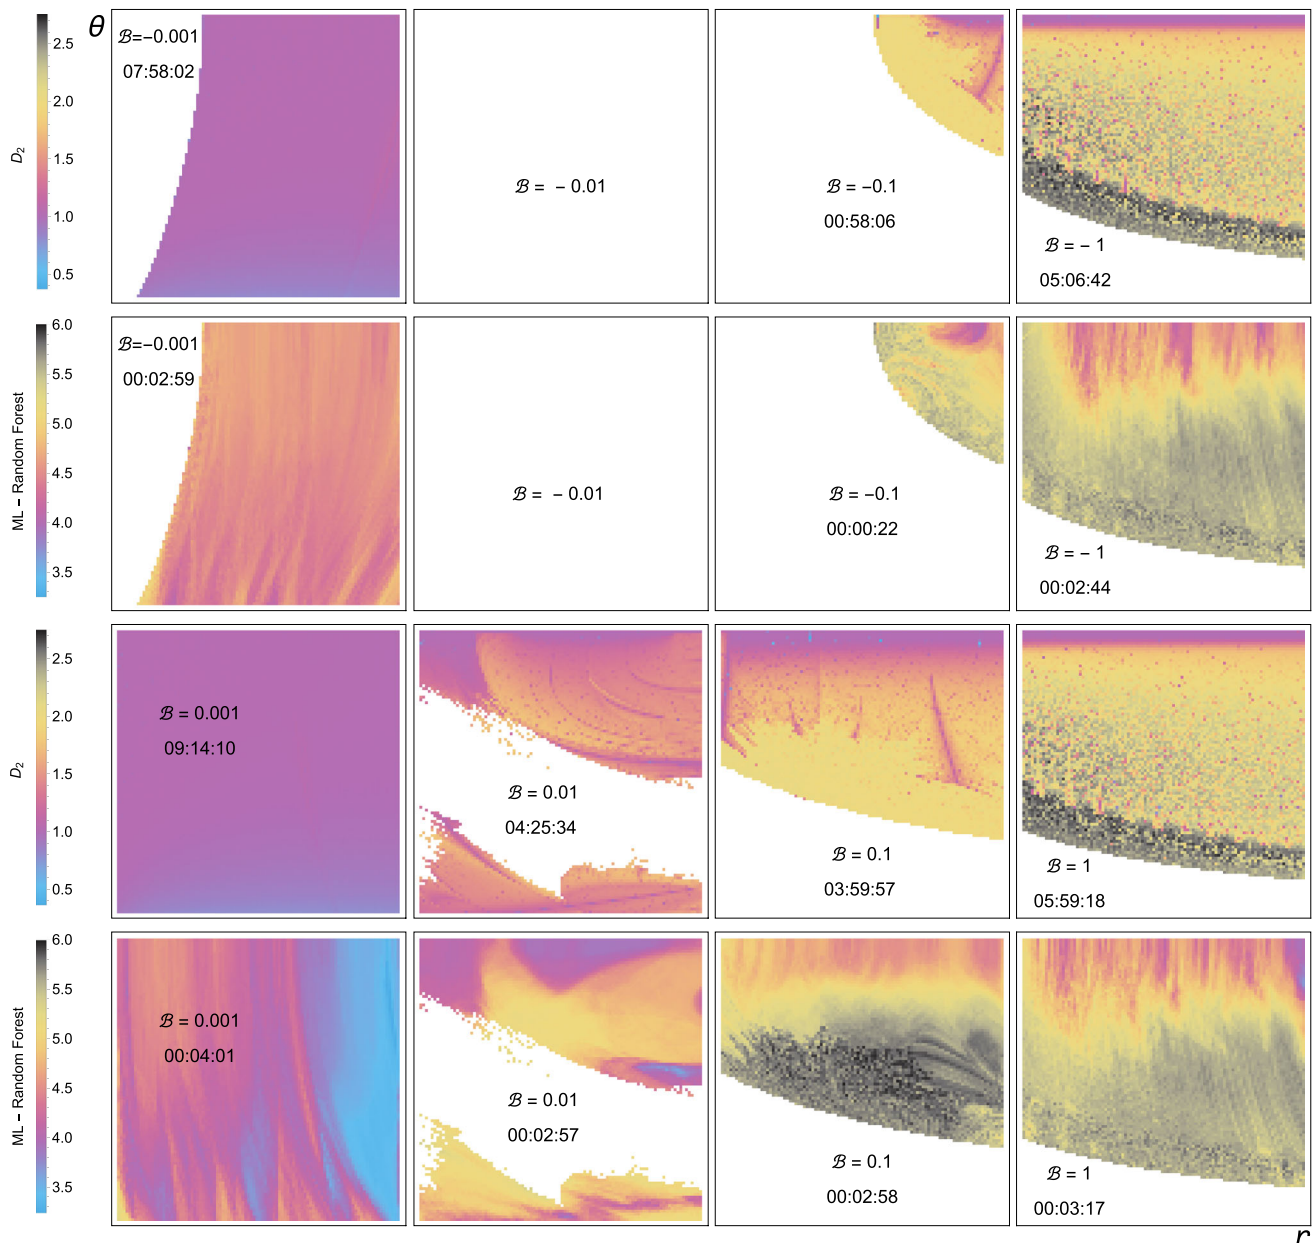 θ
2.5
2.0
1.5
1.0
0.5
D₂
ℬ=−0.001
07:58:02
ℬ = − 0.01
ℬ = −0.1
00:58:06
ℬ = − 1
05:06:42
6.0
5.5
5.0
4.5
4.0
3.5
ML − Random Forest
ℬ=−0.001
00:02:59
ℬ = − 0.01
ℬ = −0.1
00:00:22
ℬ = − 1
00:02:44
2.5
2.0
1.5
1.0
0.5
D₂
ℬ = 0.001
09:14:10
ℬ = 0.01
04:25:34
ℬ = 0.1
03:59:57
ℬ = 1
05:59:18
6.0
5.5
5.0
4.5
4.0
3.5
ML − Random Forest
ℬ = 0.001
00:04:01
ℬ = 0.01
00:02:57
ℬ = 0.1
00:02:58
ℬ = 1
00:03:17